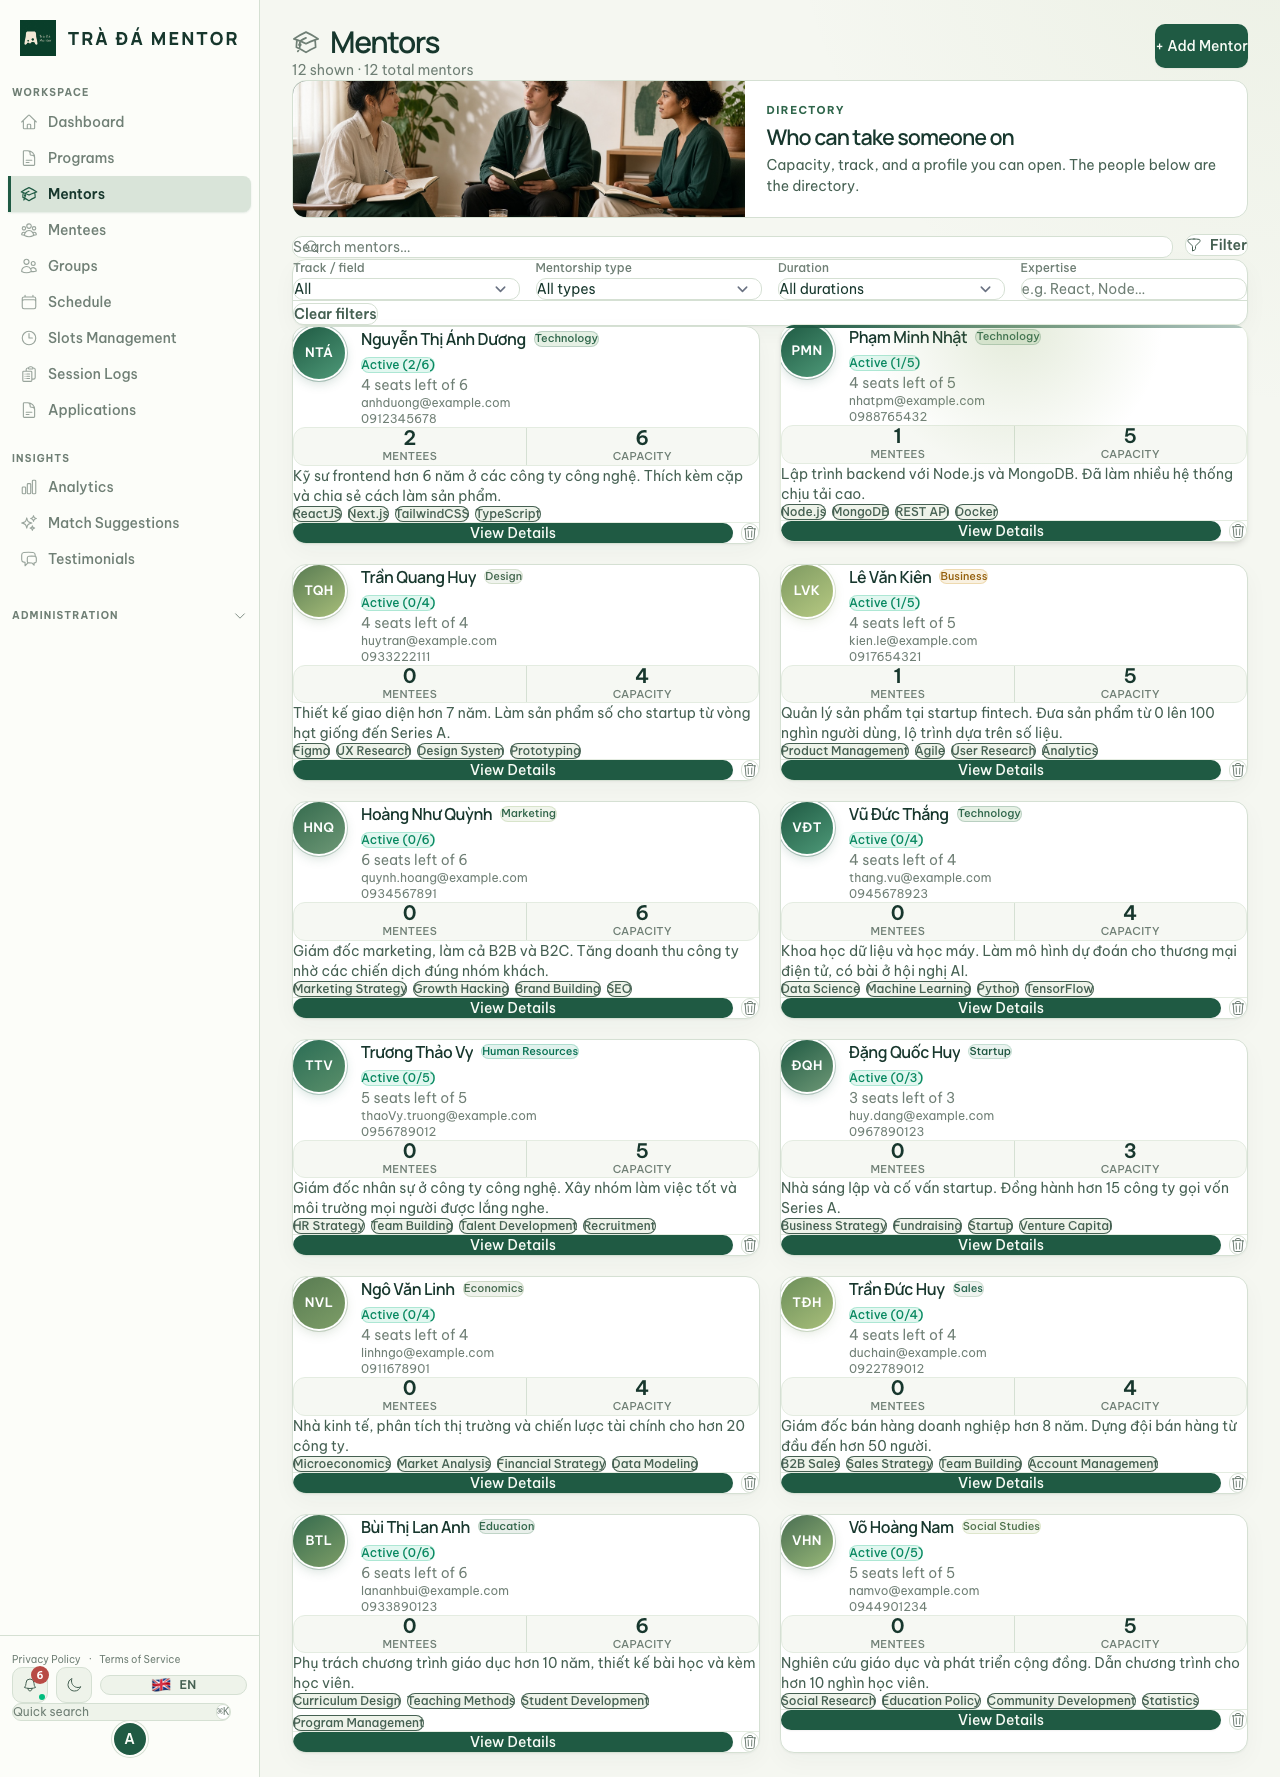 TRÀ ĐÁ MENTOR
WORKSPACE
Dashboard
Programs
Mentors
Mentees
Groups
Schedule
Slots Management
Session Logs
Applications
INSIGHTS
Analytics
Match Suggestions
Testimonials
ADMINISTRATION
Privacy Policy · Terms of Service
6
EN
Quick search ⌘K
A
Mentors
12 shown · 12 total mentors
+ Add Mentor
DIRECTORY
Who can take someone on
Capacity, track, and a profile you can open. The people below are
the directory.
Search mentors...
Filter
Track / field
All
Mentorship type
All types
Duration
All durations
Expertise
e.g. React, Node...
Clear filters
NTÁ
Nguyễn Thị Ánh Dương Technology
Active (2/6)
4 seats left of 6
anhduong@example.com
0912345678
2 6
MENTEES CAPACITY
Kỹ sư frontend hơn 6 năm ở các công ty công nghệ. Thích kèm cặp
và chia sẻ cách làm sản phẩm.
ReactJS Next.js TailwindCSS TypeScript
View Details
PMN
Phạm Minh Nhật Technology
Active (1/5)
4 seats left of 5
nhatpm@example.com
0988765432
1 5
MENTEES CAPACITY
Lập trình backend với Node.js và MongoDB. Đã làm nhiều hệ thống
chịu tải cao.
Node.js MongoDB REST API Docker
View Details
TQH
Trần Quang Huy Design
Active (0/4)
4 seats left of 4
huytran@example.com
0933222111
0 4
MENTEES CAPACITY
Thiết kế giao diện hơn 7 năm. Làm sản phẩm số cho startup từ vòng
hạt giống đến Series A.
Figma UX Research Design System Prototyping
View Details
LVK
Lê Văn Kiên Business
Active (1/5)
4 seats left of 5
kien.le@example.com
0917654321
1 5
MENTEES CAPACITY
Quản lý sản phẩm tại startup fintech. Đưa sản phẩm từ 0 lên 100
nghìn người dùng, lộ trình dựa trên số liệu.
Product Management Agile User Research Analytics
View Details
HNQ
Hoàng Như Quỳnh Marketing
Active (0/6)
6 seats left of 6
quynh.hoang@example.com
0934567891
0 6
MENTEES CAPACITY
Giám đốc marketing, làm cả B2B và B2C. Tăng doanh thu công ty
nhờ các chiến dịch đúng nhóm khách.
Marketing Strategy Growth Hacking Brand Building SEO
View Details
VĐT
Vũ Đức Thắng Technology
Active (0/4)
4 seats left of 4
thang.vu@example.com
0945678923
0 4
MENTEES CAPACITY
Khoa học dữ liệu và học máy. Làm mô hình dự đoán cho thương mại
điện tử, có bài ở hội nghị AI.
Data Science Machine Learning Python TensorFlow
View Details
TTV
Trương Thảo Vy Human Resources
Active (0/5)
5 seats left of 5
thaoVy.truong@example.com
0956789012
0 5
MENTEES CAPACITY
Giám đốc nhân sự ở công ty công nghệ. Xây nhóm làm việc tốt và
môi trường mọi người được lắng nghe.
HR Strategy Team Building Talent Development Recruitment
View Details
ĐQH
Đặng Quốc Huy Startup
Active (0/3)
3 seats left of 3
huy.dang@example.com
0967890123
0 3
MENTEES CAPACITY
Nhà sáng lập và cố vấn startup. Đồng hành hơn 15 công ty gọi vốn
Series A.
Business Strategy Fundraising Startup Venture Capital
View Details
NVL
Ngô Văn Linh Economics
Active (0/4)
4 seats left of 4
linhngo@example.com
0911678901
0 4
MENTEES CAPACITY
Nhà kinh tế, phân tích thị trường và chiến lược tài chính cho hơn 20
công ty.
Microeconomics Market Analysis Financial Strategy Data Modeling
View Details
TĐH
Trần Đức Huy Sales
Active (0/4)
4 seats left of 4
duchain@example.com
0922789012
0 4
MENTEES CAPACITY
Giám đốc bán hàng doanh nghiệp hơn 8 năm. Dựng đội bán hàng từ
đầu đến hơn 50 người.
B2B Sales Sales Strategy Team Building Account Management
View Details
BTL
Bùi Thị Lan Anh Education
Active (0/6)
6 seats left of 6
lananhbui@example.com
0933890123
0 6
MENTEES CAPACITY
Phụ trách chương trình giáo dục hơn 10 năm, thiết kế bài học và kèm
học viên.
Curriculum Design Teaching Methods Student Development
Program Management
View Details
VHN
Võ Hoàng Nam Social Studies
Active (0/5)
5 seats left of 5
namvo@example.com
0944901234
0 5
MENTEES CAPACITY
Nghiên cứu giáo dục và phát triển cộng đồng. Dẫn chương trình cho
hơn 10 nghìn học viên.
Social Research Education Policy Community Development Statistics
View Details